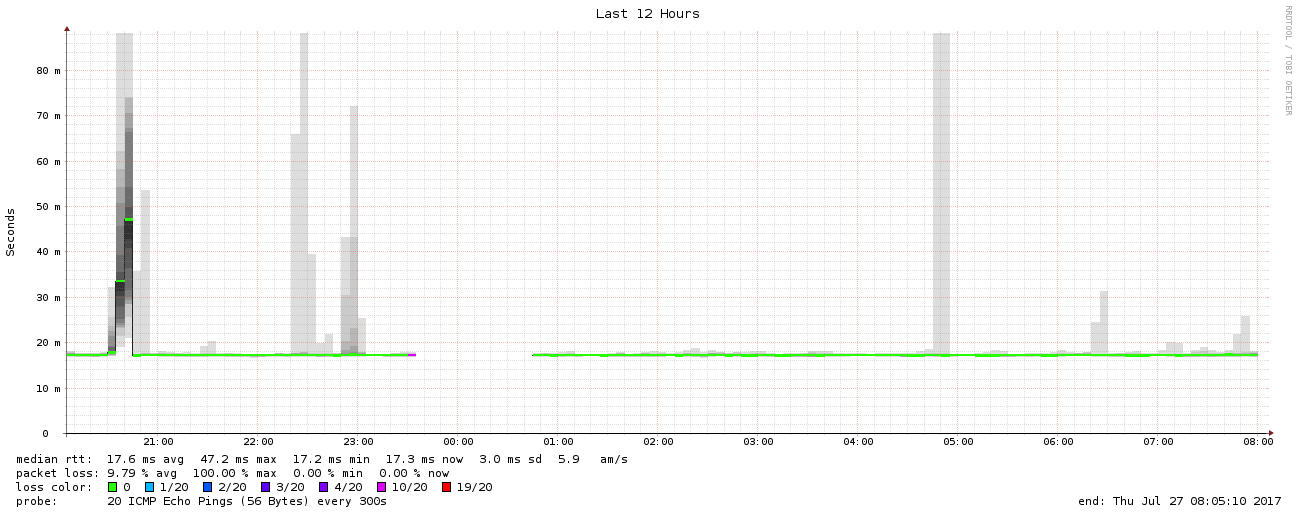 Last 12 Hours
RRDTOOL / TOBI OETIKER
Seconds
80 m
70 m
60 m
50 m
40 m
30 m
20 m
10 m
0
21:00 22:00 23:00 00:00 01:00 02:00 03:00 04:00 05:00 06:00 07:00 08:00
median rtt: 17.6 ms avg 47.2 ms max 17.2 ms min 17.3 ms now 3.0 ms sd 5.9 am/s
packet loss: 9.79 % avg 100.00 % max 0.00 % min 0.00 % now
loss color: 0 1/20 2/20 3/20 4/20 10/20 19/20
probe: 20 ICMP Echo Pings (56 Bytes) every 300s end: Thu Jul 27 08:05:10 2017